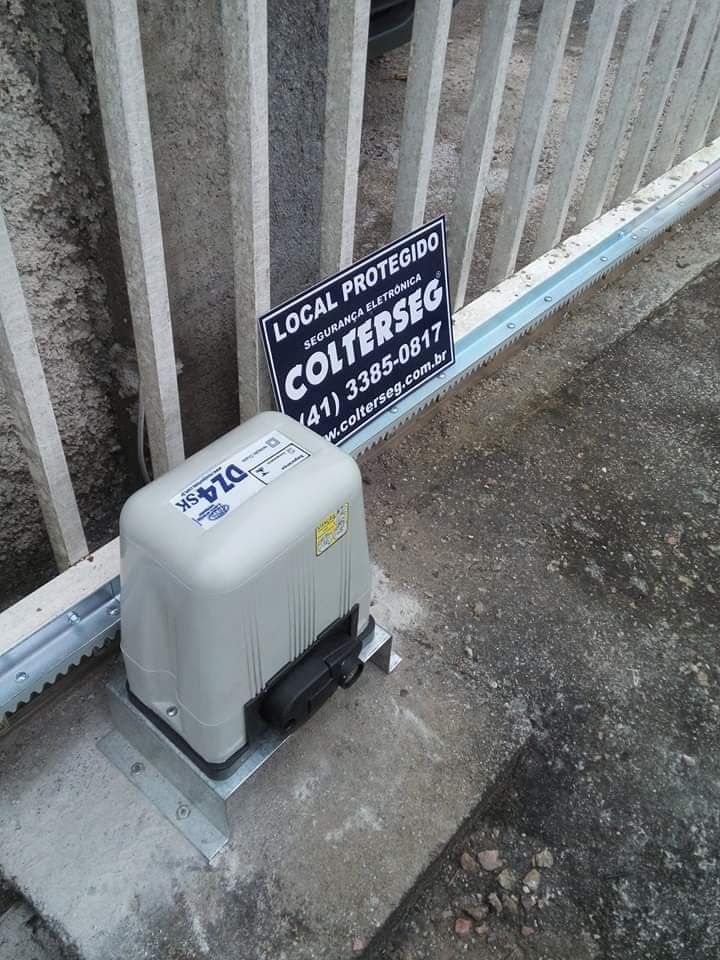 LOCAL PROTEGIDO
SEGURANÇA ELETRÔNICA
COLTERSEG®
(41) 3385-0817
w.colterseg.com.br
DZ4SK